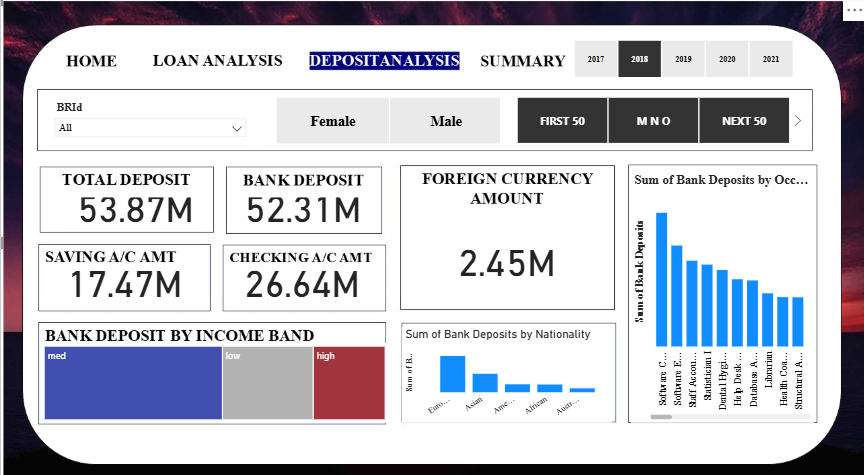 HOME LOAN ANALYSIS DEPOSITANALYSIS SUMMARY 2017 2018 2019 2020 2021
BRId
All
Female Male
FIRST 50 M N O NEXT 50
TOTAL DEPOSIT
53.87M
BANK DEPOSIT
52.31M
FOREIGN CURRENCY
AMOUNT
2.45M
SAVING A/C AMT
17.47M
CHECKING A/C AMT
26.64M
BANK DEPOSIT BY INCOME BAND
med low high
Sum of Bank Deposits by Nationality
Sum of B...
Euro... Asian Ame... African Austr...
Sum of Bank Deposits by Occ...
Sum of Bank Deposits
Software C...
Software E...
Staff Accou...
Statistician I
Dental Hygi...
Help Desk ...
Database A...
Librarian
Health Coa...
Structural A...